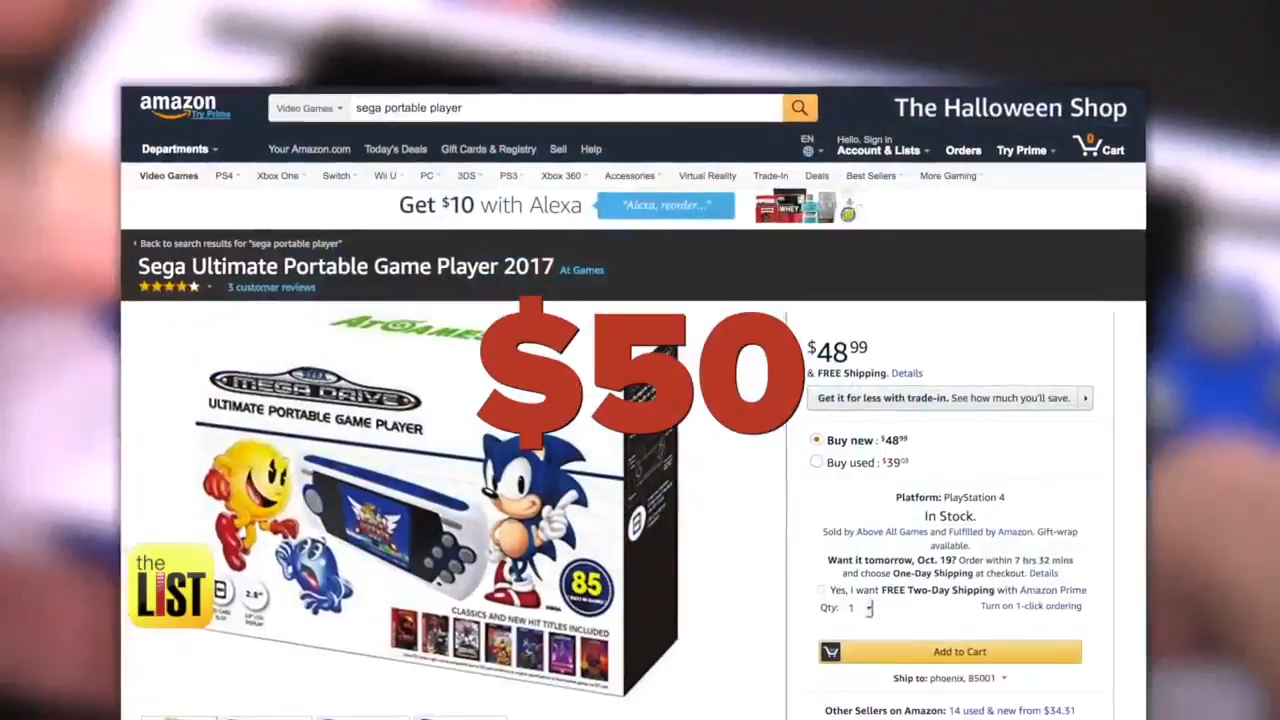 amazon
Try Prime
Video Games
sega portable player
The Halloween Shop
Departments
Your Amazon.com
Today's Deals
Gift Cards & Registry
Sell
Help
EN
Hello. Sign in
Account & Lists
Orders
Try Prime
0
Cart
Video Games
PS4
Xbox One
Switch
Wii U
PC
3DS
PS3
Xbox 360
Accessories
Virtual Reality
Trade-In
Deals
Best Sellers
More Gaming
Get $10 with Alexa
"Alexa, reorder..."
WHEY
‹ Back to search results for "sega portable player"
Sega Ultimate Portable Game Player 2017 At Games
3 customer reviews
$50
ATGAMES
MEGA DRIVE
ULTIMATE PORTABLE GAME PLAYER
85
2.8"
CLASSICS AND NEW HIT TITLES INCLUDED
the
LIST
$48 99
& FREE Shipping. Details
Get it for less with trade-in. See how much you'll save.
Buy new : $48 99
Buy used : $39 03
Platform: PlayStation 4
In Stock.
Sold by Above All Games and Fulfilled by Amazon. Gift-wrap
available.
Want it tomorrow, Oct. 19? Order within 7 hrs 32 mins
and choose One-Day Shipping at checkout. Details
Yes, I want FREE Two-Day Shipping with Amazon Prime
Qty: 1
Turn on 1-click ordering
Add to Cart
Ship to: phoenix, 85001
Other Sellers on Amazon: 14 used & new from $34.31